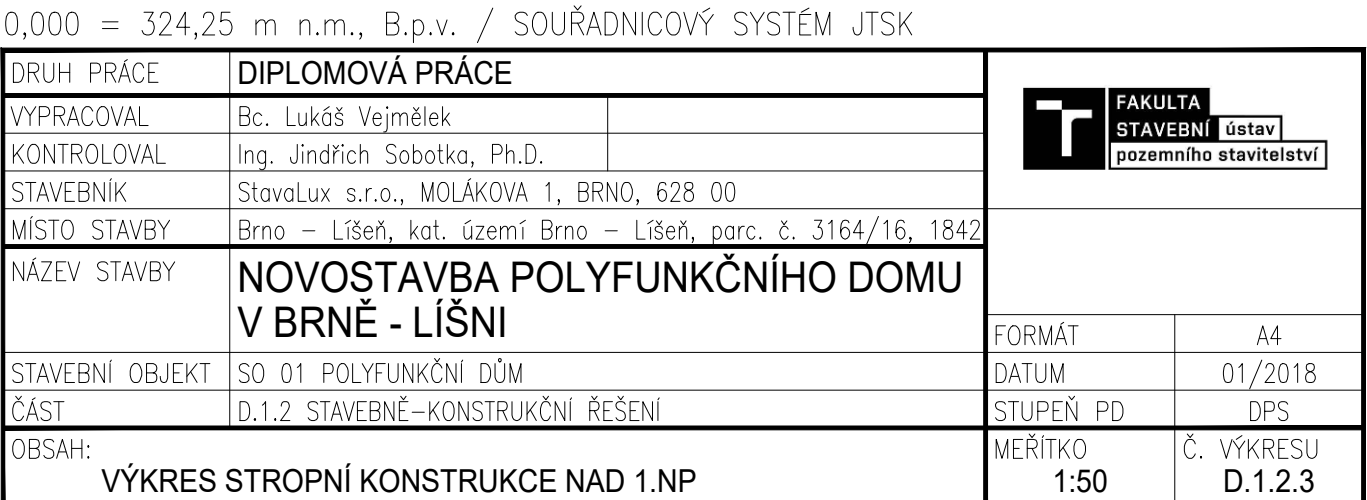 0,000 = 324,25 m n.m., B.p.v. / SOUŘADNICOVÝ SYSTÉM JTSK
DRUH PRÁCE DIPLOMOVÁ PRÁCE
VYPRACOVAL Bc. Lukáš Vejmělek
KONTROLOVAL Ing. Jindřich Sobotka, Ph.D.
STAVEBNÍK StavaLux s.r.o., MOLÁKOVA 1, BRNO, 628 00
MÍSTO STAVBY Brno – Líšeň, kat. území Brno – Líšeň, parc. č. 3164/16, 1842
NÁZEV STAVBY NOVOSTAVBA POLYFUNKČNÍHO DOMU
V BRNĚ - LÍŠNI
STAVEBNÍ OBJEKT SO 01 POLYFUNKČNÍ DŮM
ČÁST D.1.2 STAVEBNĚ–KONSTRUKČNÍ ŘEŠENÍ
OBSAH:
VÝKRES STROPNÍ KONSTRUKCE NAD 1.NP
FAKULTA
STAVEBNÍ ústav
pozemního stavitelství
FORMÁT A4
DATUM 01/2018
STUPEŇ PD DPS
MEŘÍTKO Č. VÝKRESU
1:50 D.1.2.3